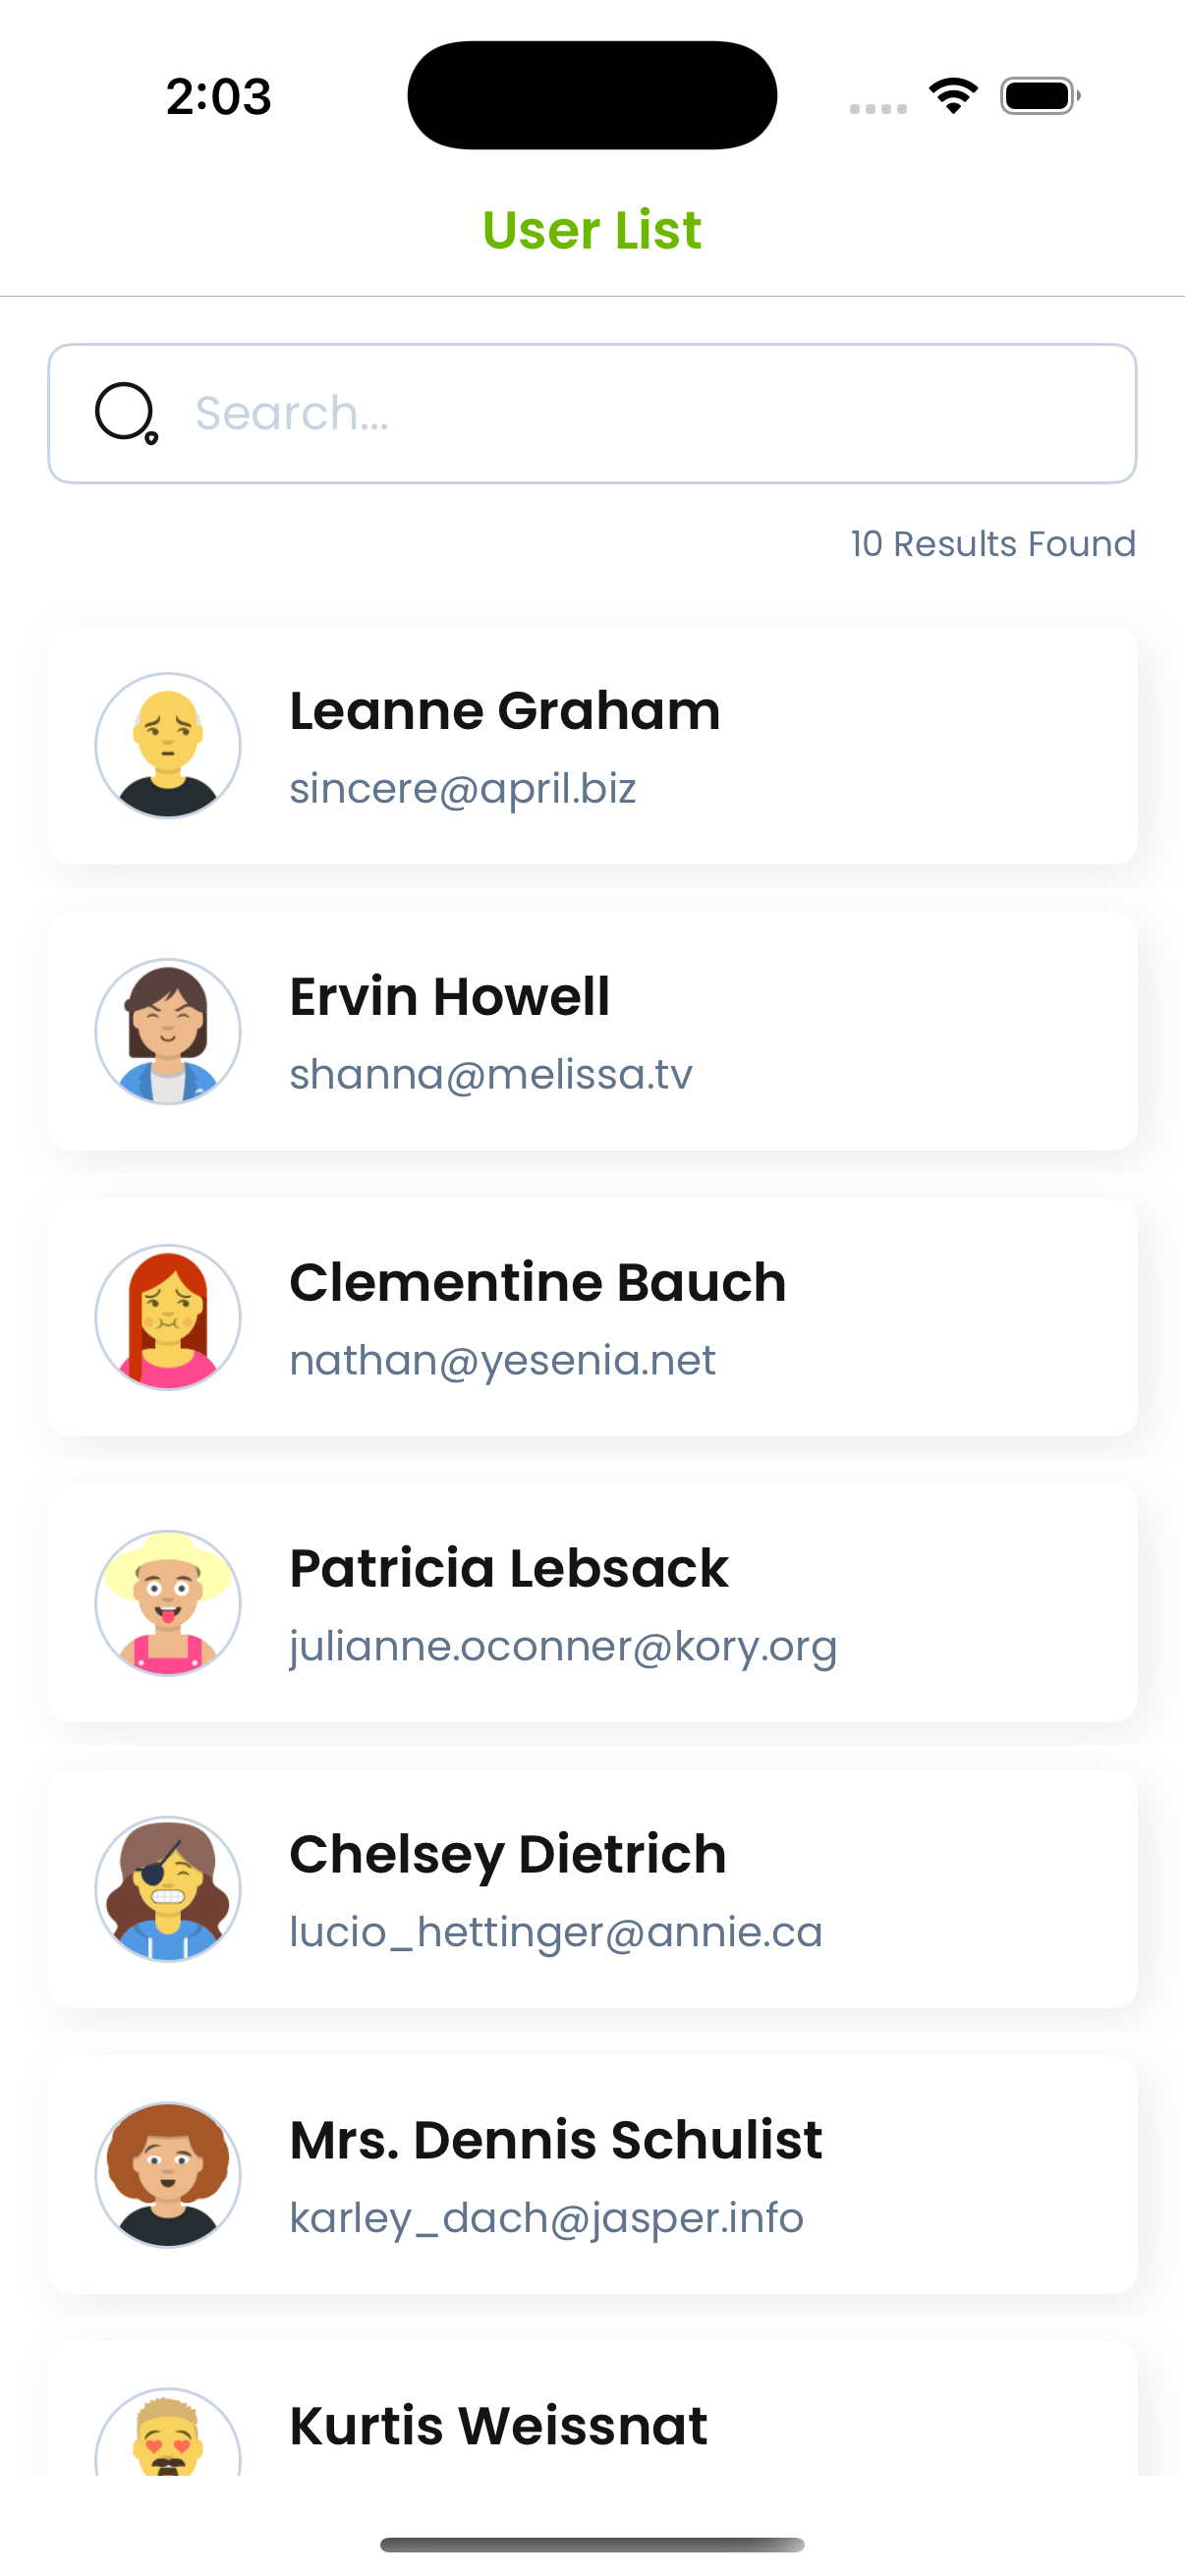 2:03
User List
Search...
10 Results Found
Leanne Graham
sincere@april.biz
Ervin Howell
shanna@melissa.tv
Clementine Bauch
nathan@yesenia.net
Patricia Lebsack
julianne.oconner@kory.org
Chelsey Dietrich
lucio_hettinger@annie.ca
Mrs. Dennis Schulist
karley_dach@jasper.info
Kurtis Weissnat